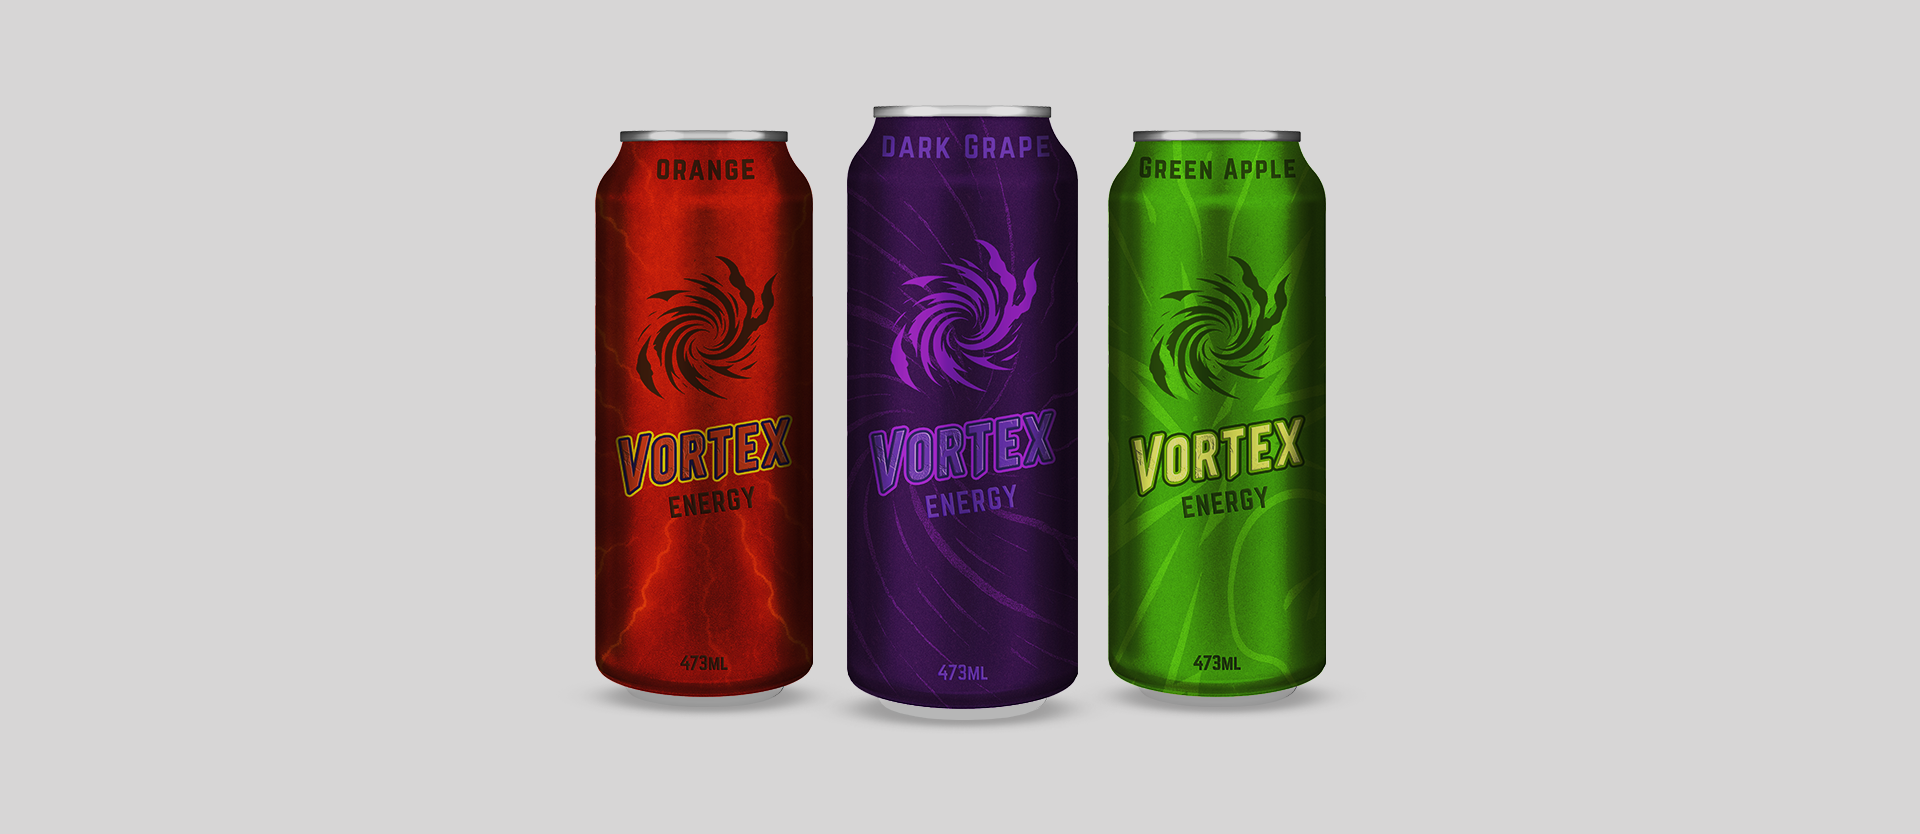 ORANGE
VORTEX
ENERGY
473ML
DARK GRAPE
VORTEX
ENERGY
473ML
GREEN APPLE
VORTEX
ENERGY
473ML